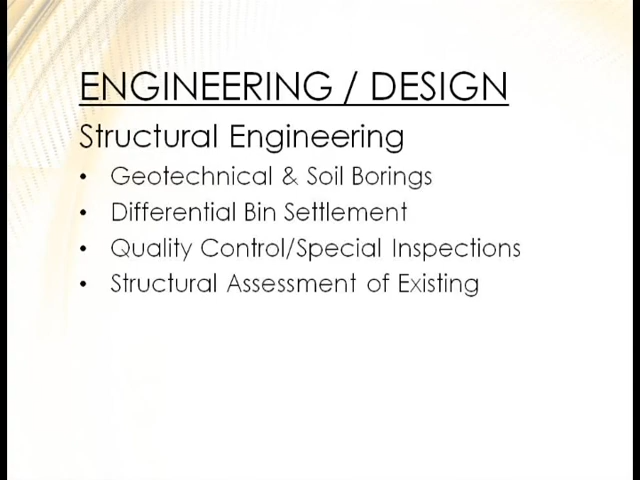 ENGINEERING / DESIGN
Structural Engineering
• Geotechnical & Soil Borings
• Differential Bin Settlement
• Quality Control/Special Inspections
• Structural Assessment of Existing